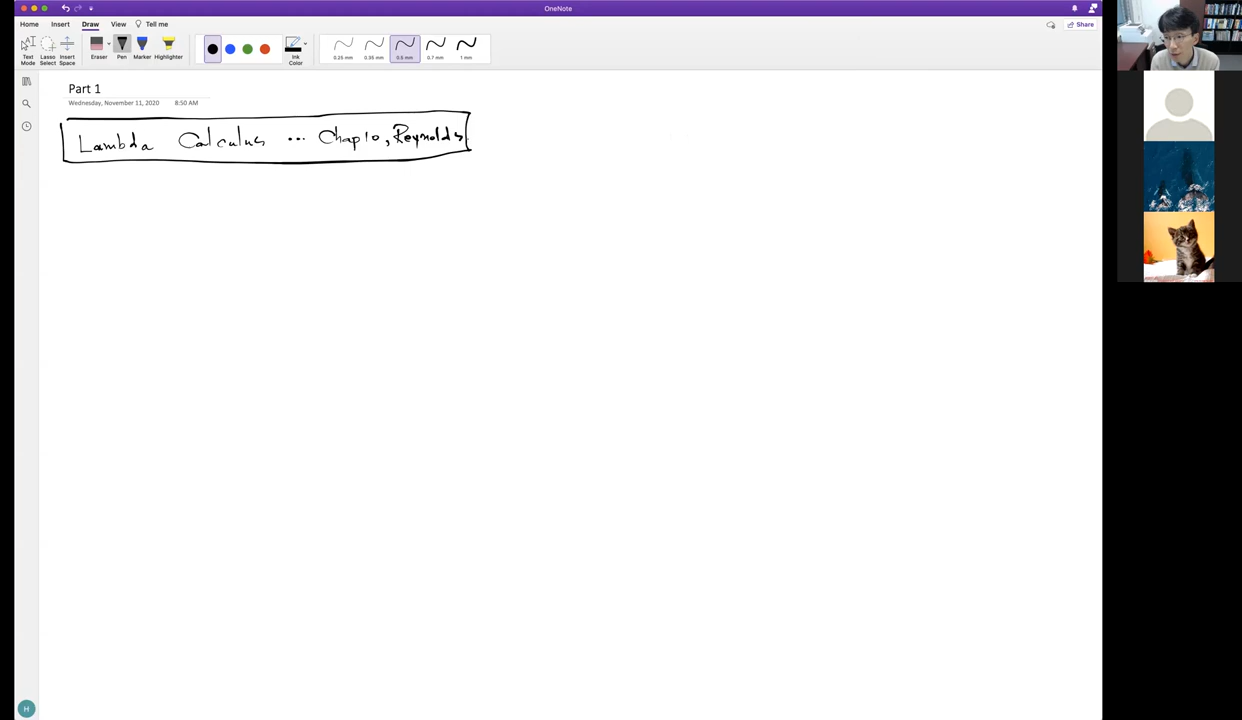 OneNote
Home Insert Draw View Tell me
Share
Text Mode
Lasso Select
Insert Space
Eraser
Pen
Marker
Highlighter
Ink Color
0.25 mm 0.35 mm 0.5 mm 0.7 mm 1 mm
Part 1
Wednesday, November 11, 2020 8:50 AM
Lambda Calculus ... Chap10, Reynolds
H